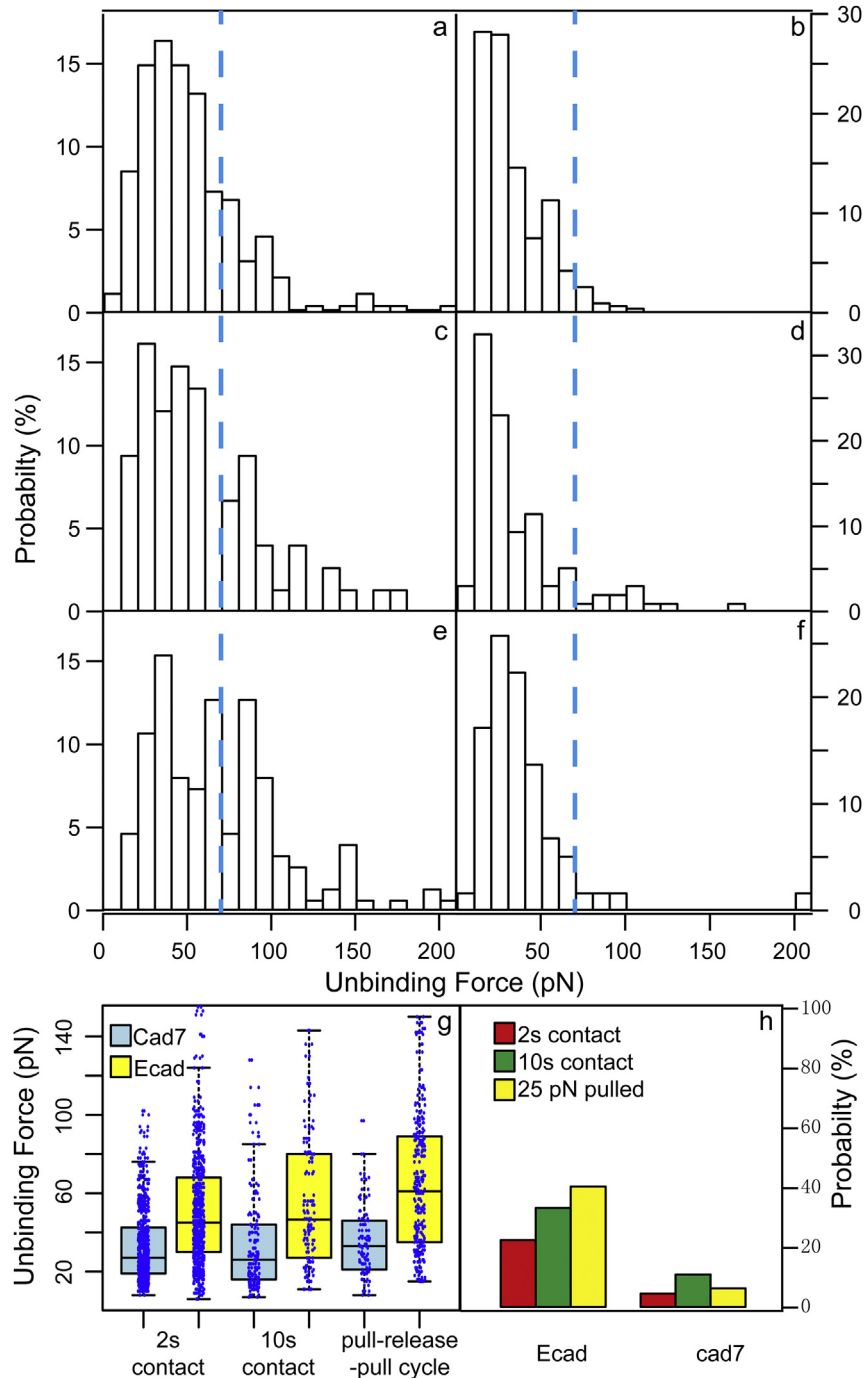 a
b
30
15
20
10
10
5
0
0
c
d
15
30
10
20
5
10
0
0
Probabilty (%)
e
f
15
20
10
10
5
0
0
0 50 100 150 200
50 100 150 200
Unbinding Force (pN)
g
h
Unbinding Force (pN)
140
100
60
20
Cad7
Ecad
2s
contact
10s
contact
pull-release
-pull cycle
2s contact
10s contact
25 pN pulled
100
80
60
40
20
0
Probability (%)
Ecad
cad7